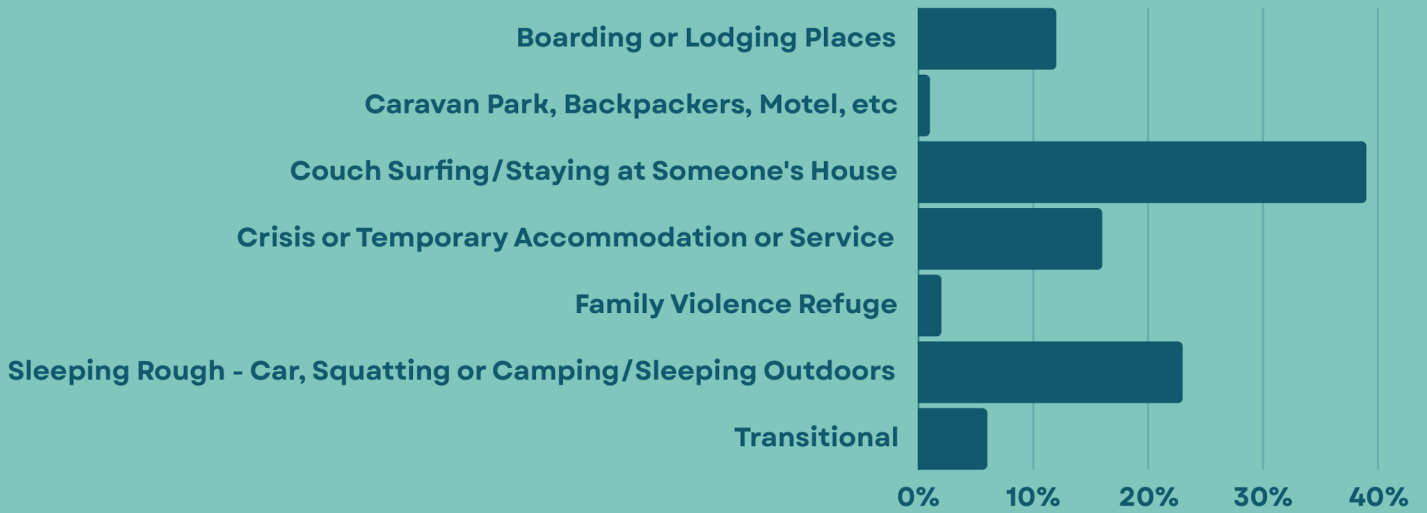 Boarding or Lodging Places
Caravan Park, Backpackers, Motel, etc
Couch Surfing/Staying at Someone's House
Crisis or Temporary Accommodation or Service
Family Violence Refuge
Sleeping Rough - Car, Squatting or Camping/Sleeping Outdoors
Transitional
0% 10% 20% 30% 40%